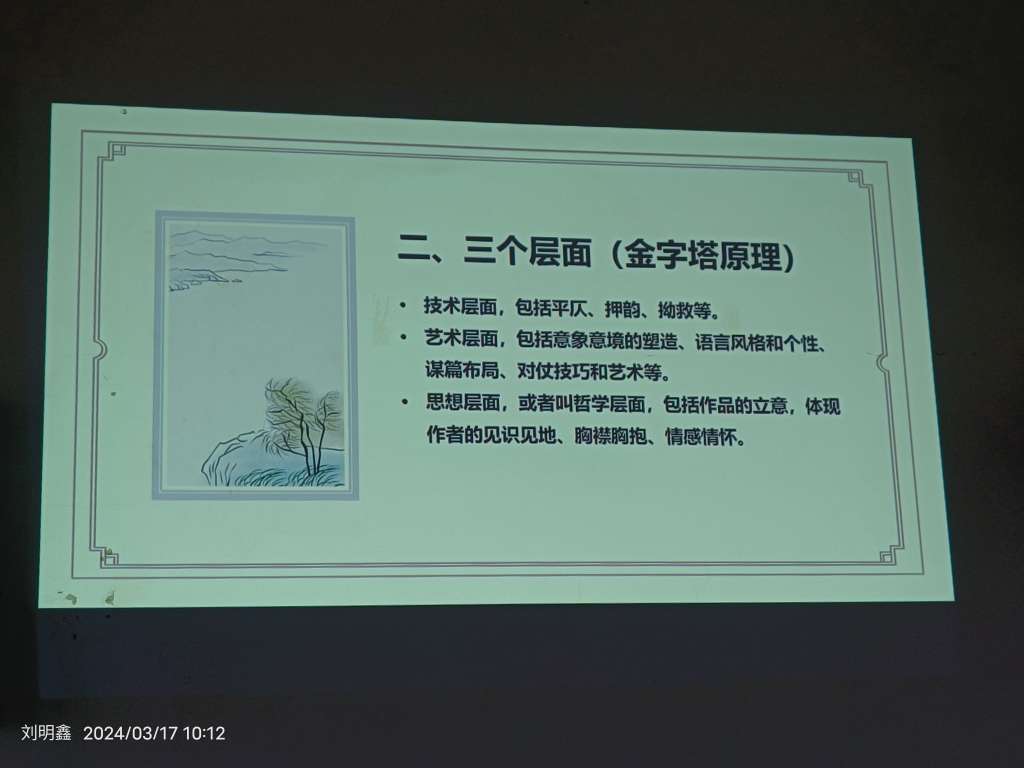 二、三个层面（金字塔原理）
• 技术层面，包括平仄、押韵、拗救等。
• 艺术层面，包括意象意境的塑造、语言风格和个性、
谋篇布局、对仗技巧和艺术等。
• 思想层面，或者叫哲学层面，包括作品的立意，体现
作者的见识见地、胸襟胸抱、情感情怀。
刘明鑫 2024/03/17 10:12